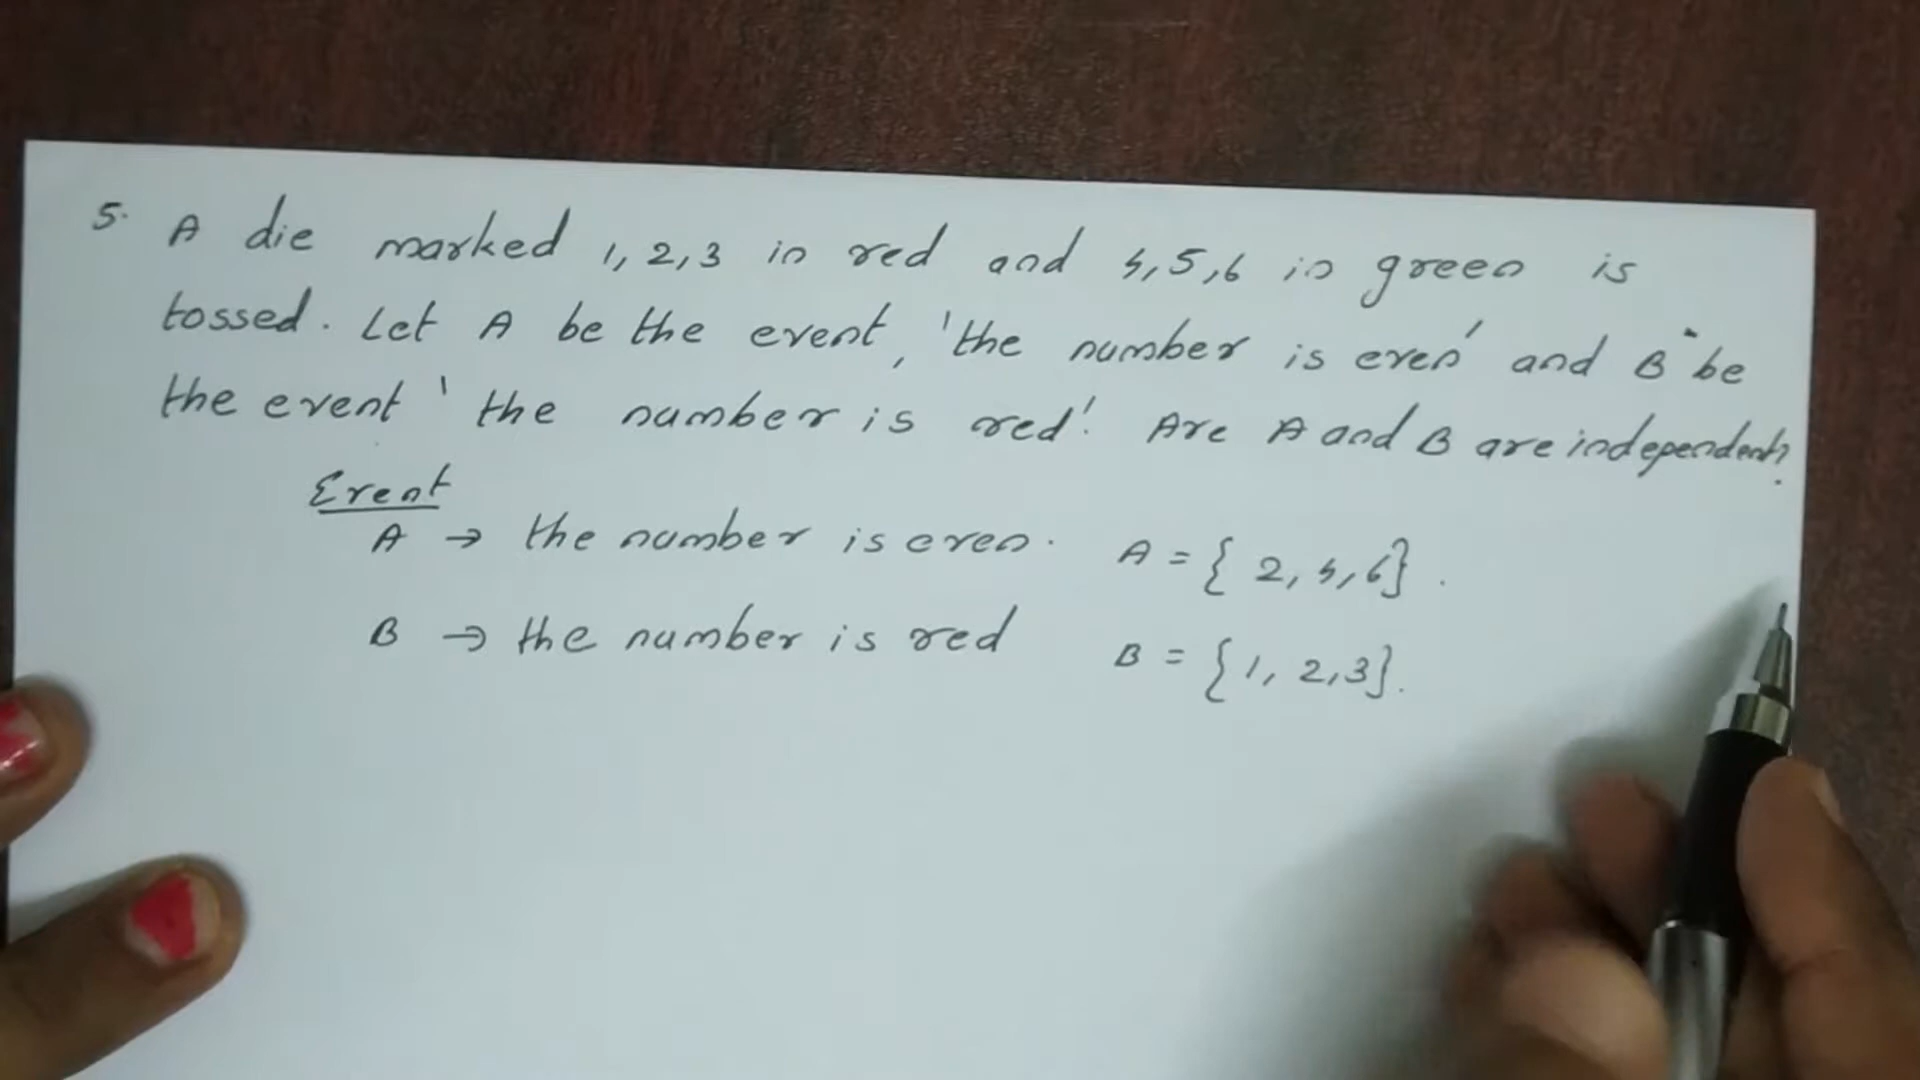 5. A die marked 1, 2, 3 in red and 4, 5, 6 in green is
tossed. Let A be the event, 'the number is even' and B be
the event 'the number is red'. Are A and B are independent?
Event
A → the number is even. A = { 2, 4, 6} .
B → the number is red B = {1, 2, 3}.